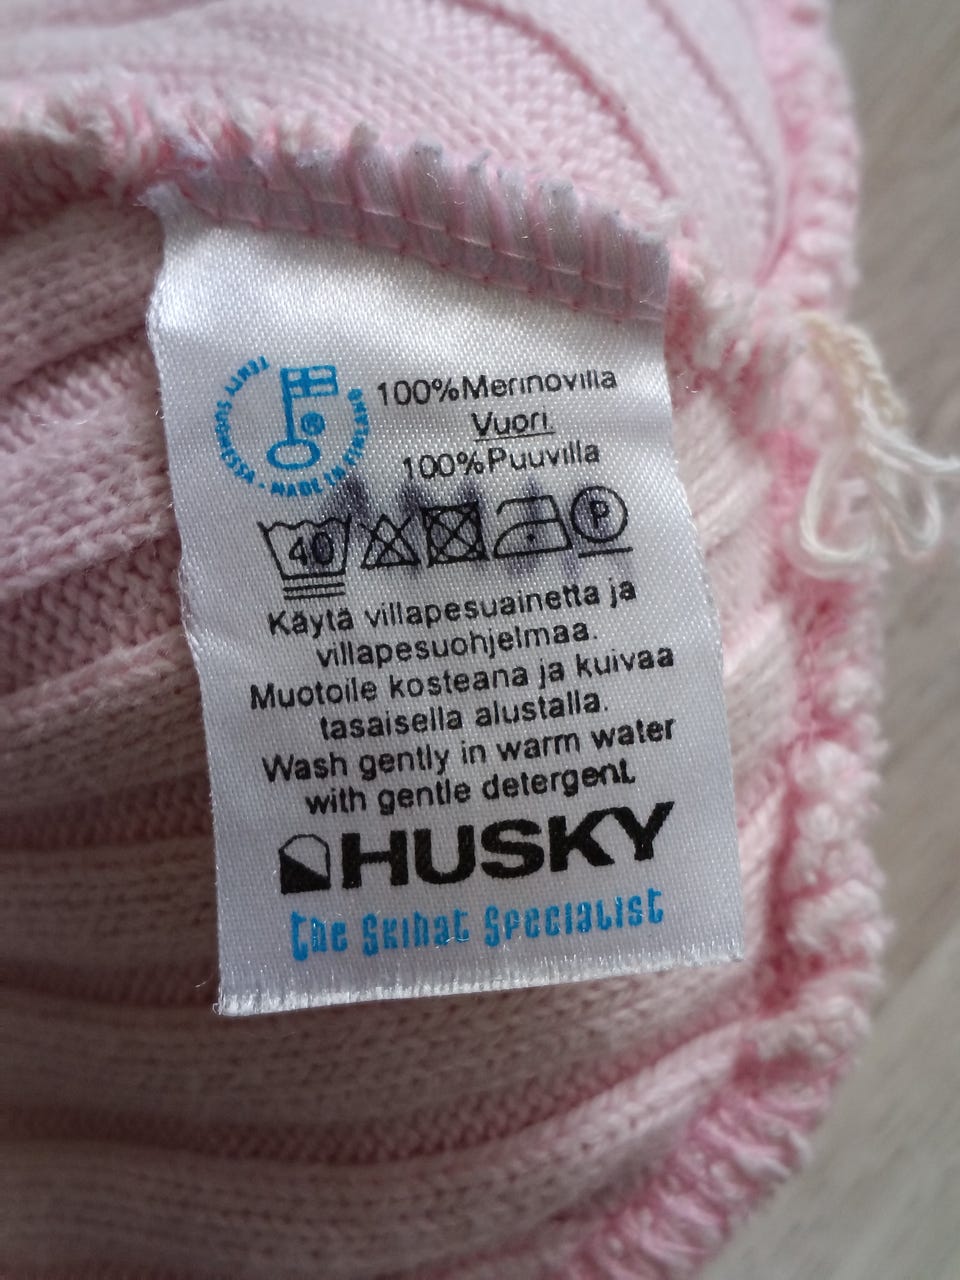 TEHTY SUOMESSA · MADE IN FINLAND
100%Merinovilla
Vuori.
100%Puuvilla
40 P
Käytä villapesuainetta ja
villapesuohjelmaa.
Muotoile kosteana ja kuivaa
tasaisella alustalla.
Wash gently in warm water
with gentle detergent.
HUSKY
the Skihat Specialist